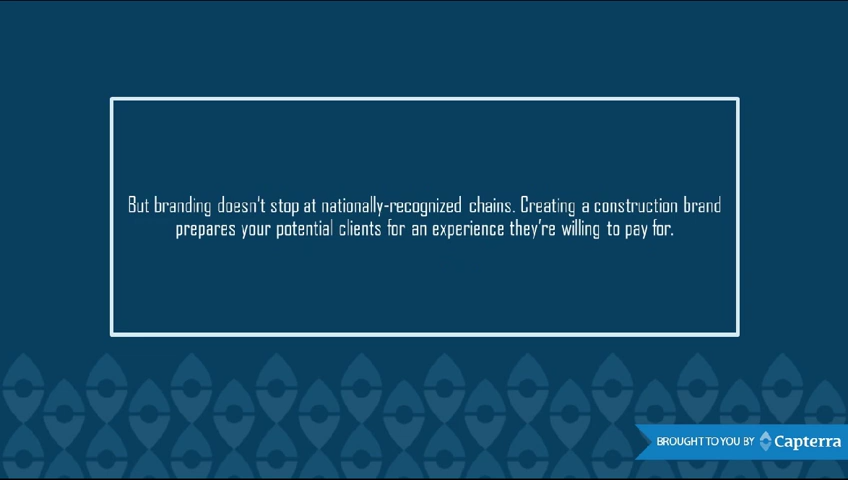 But branding doesn't stop at nationally-recognized chains. Creating a construction brand
prepares your potential clients for an experience they're willing to pay for.
BROUGHT TO YOU BY Capterra